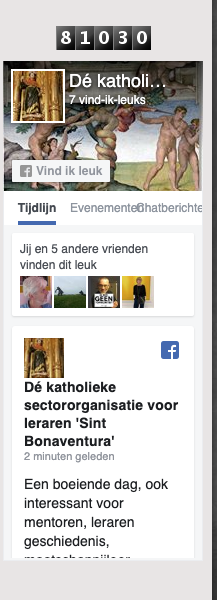 81030
Dé katholi...
7 vind-ik-leuks
Vind ik leuk
Tijdlijn Evenementen Chatberichte
Jij en 5 andere vrienden
vinden dit leuk
GEEN
Dé katholieke
sectororganisatie voor
leraren 'Sint
Bonaventura'
2 minuten geleden
Een boeiende dag, ook
interessant voor
mentoren, leraren
geschiedenis,